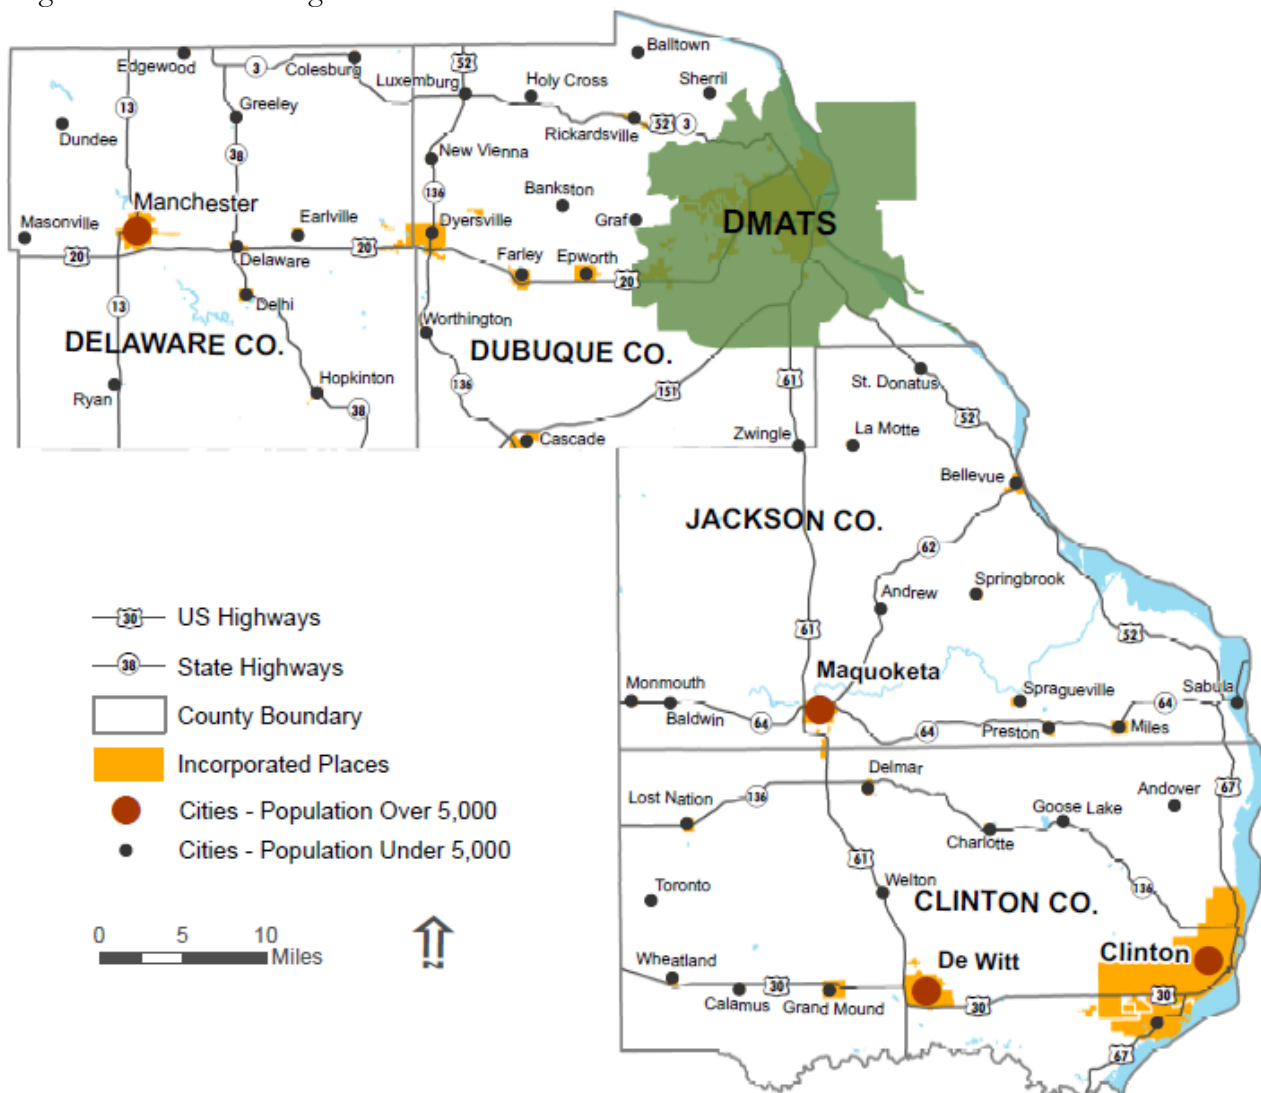 Balltown
Edgewood
3
Colesburg
52
Sherril
Luxemburg
Holy Cross
13
Greeley
Dundee
Rickardsville
52
3
38
New Vienna
136
Bankston
Manchester
Masonville
Earlville
Dyersville
Graf
DMATS
20
Delaware
20
Farley
Epworth
20
13
Delhi
Worthington
DELAWARE CO.
DUBUQUE CO.
Ryan
Hopkinton
38
136
151
61
St. Donatus
52
Cascade
Zwingle
La Motte
Bellevue
JACKSON CO.
62
Springbrook
Andrew
30
US Highways
61
52
38
State Highways
Maquoketa
Monmouth
Spragueville
Sabula
County Boundary
Baldwin
64
64
64
Preston
Miles
Incorporated Places
Delmar
Lost Nation
136
67
Andover
Cities - Population Over 5,000
Goose Lake
Charlotte
Cities - Population Under 5,000
61
Welton
136
Toronto
CLINTON CO.
0 5 10
Miles
N
Wheatland
De Witt
Clinton
30
Calamus
Grand Mound
30
30
67